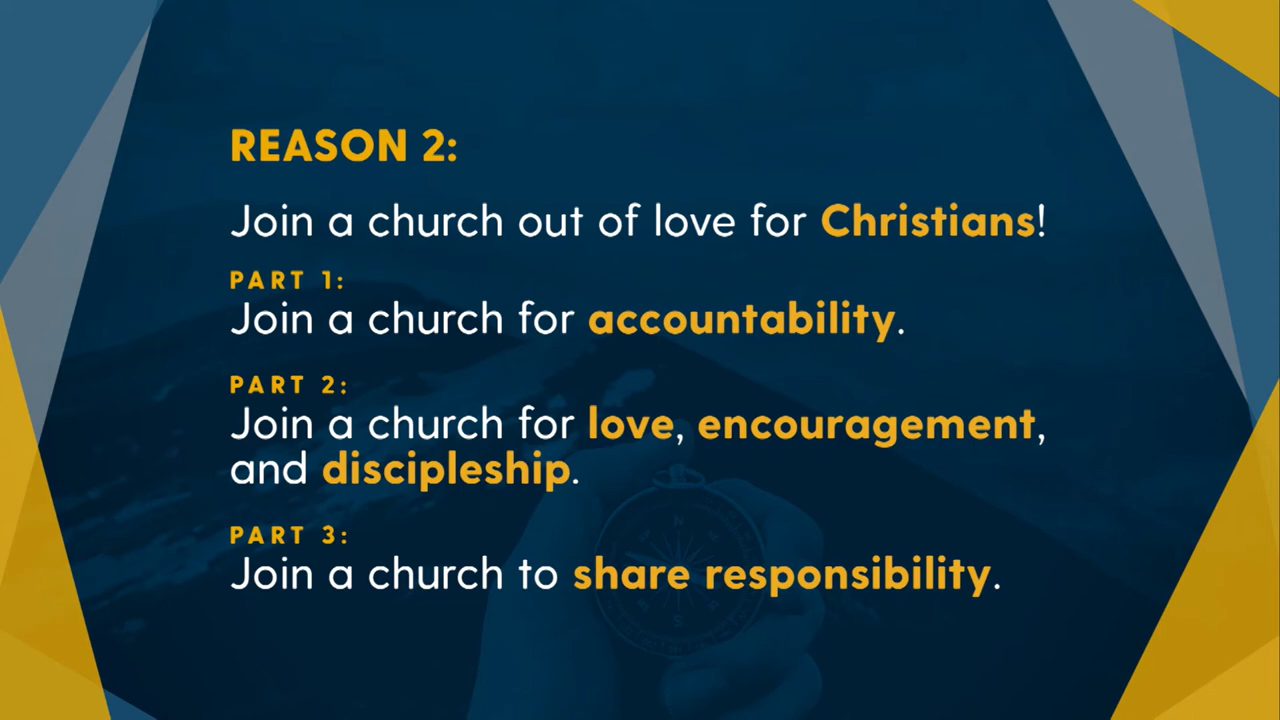 REASON 2:
Join a church out of love for Christians!
PART 1:
Join a church for accountability.
PART 2:
Join a church for love, encouragement,
and discipleship.
PART 3:
Join a church to share responsibility.
N
S